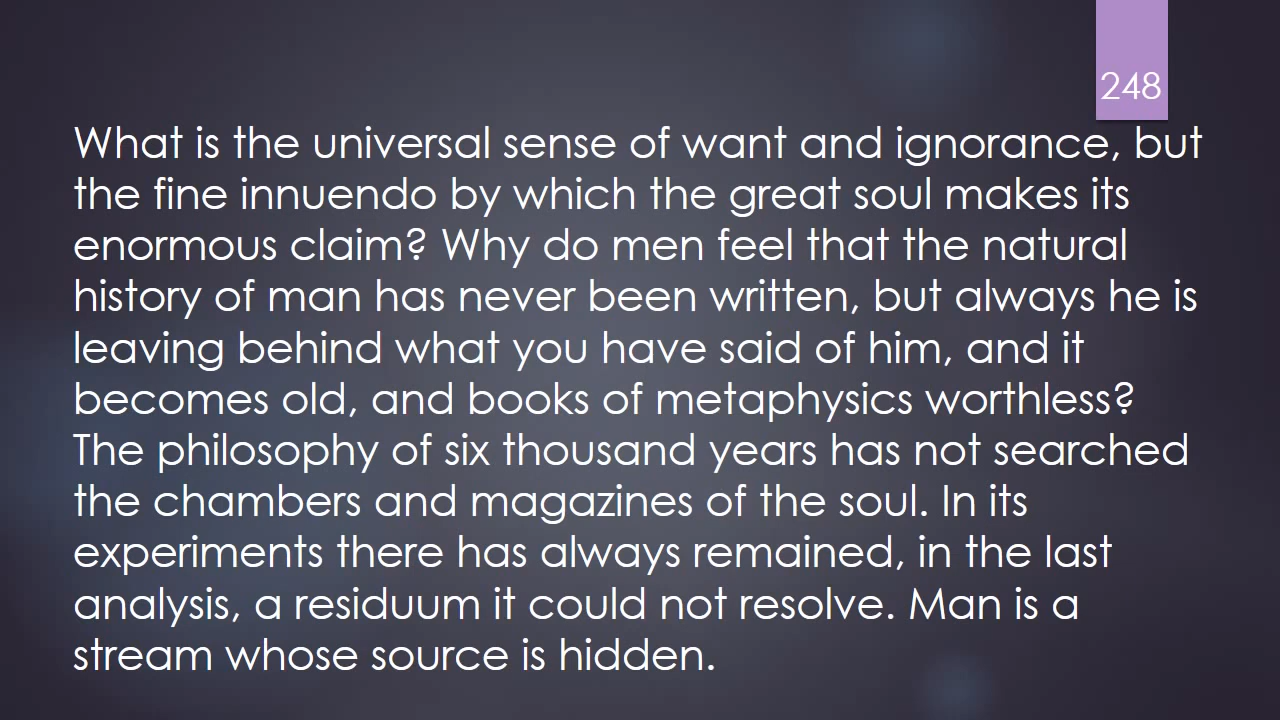 248
What is the universal sense of want and ignorance, but
the fine innuendo by which the great soul makes its
enormous claim? Why do men feel that the natural
history of man has never been written, but always he is
leaving behind what you have said of him, and it
becomes old, and books of metaphysics worthless?
The philosophy of six thousand years has not searched
the chambers and magazines of the soul. In its
experiments there has always remained, in the last
analysis, a residuum it could not resolve. Man is a
stream whose source is hidden.